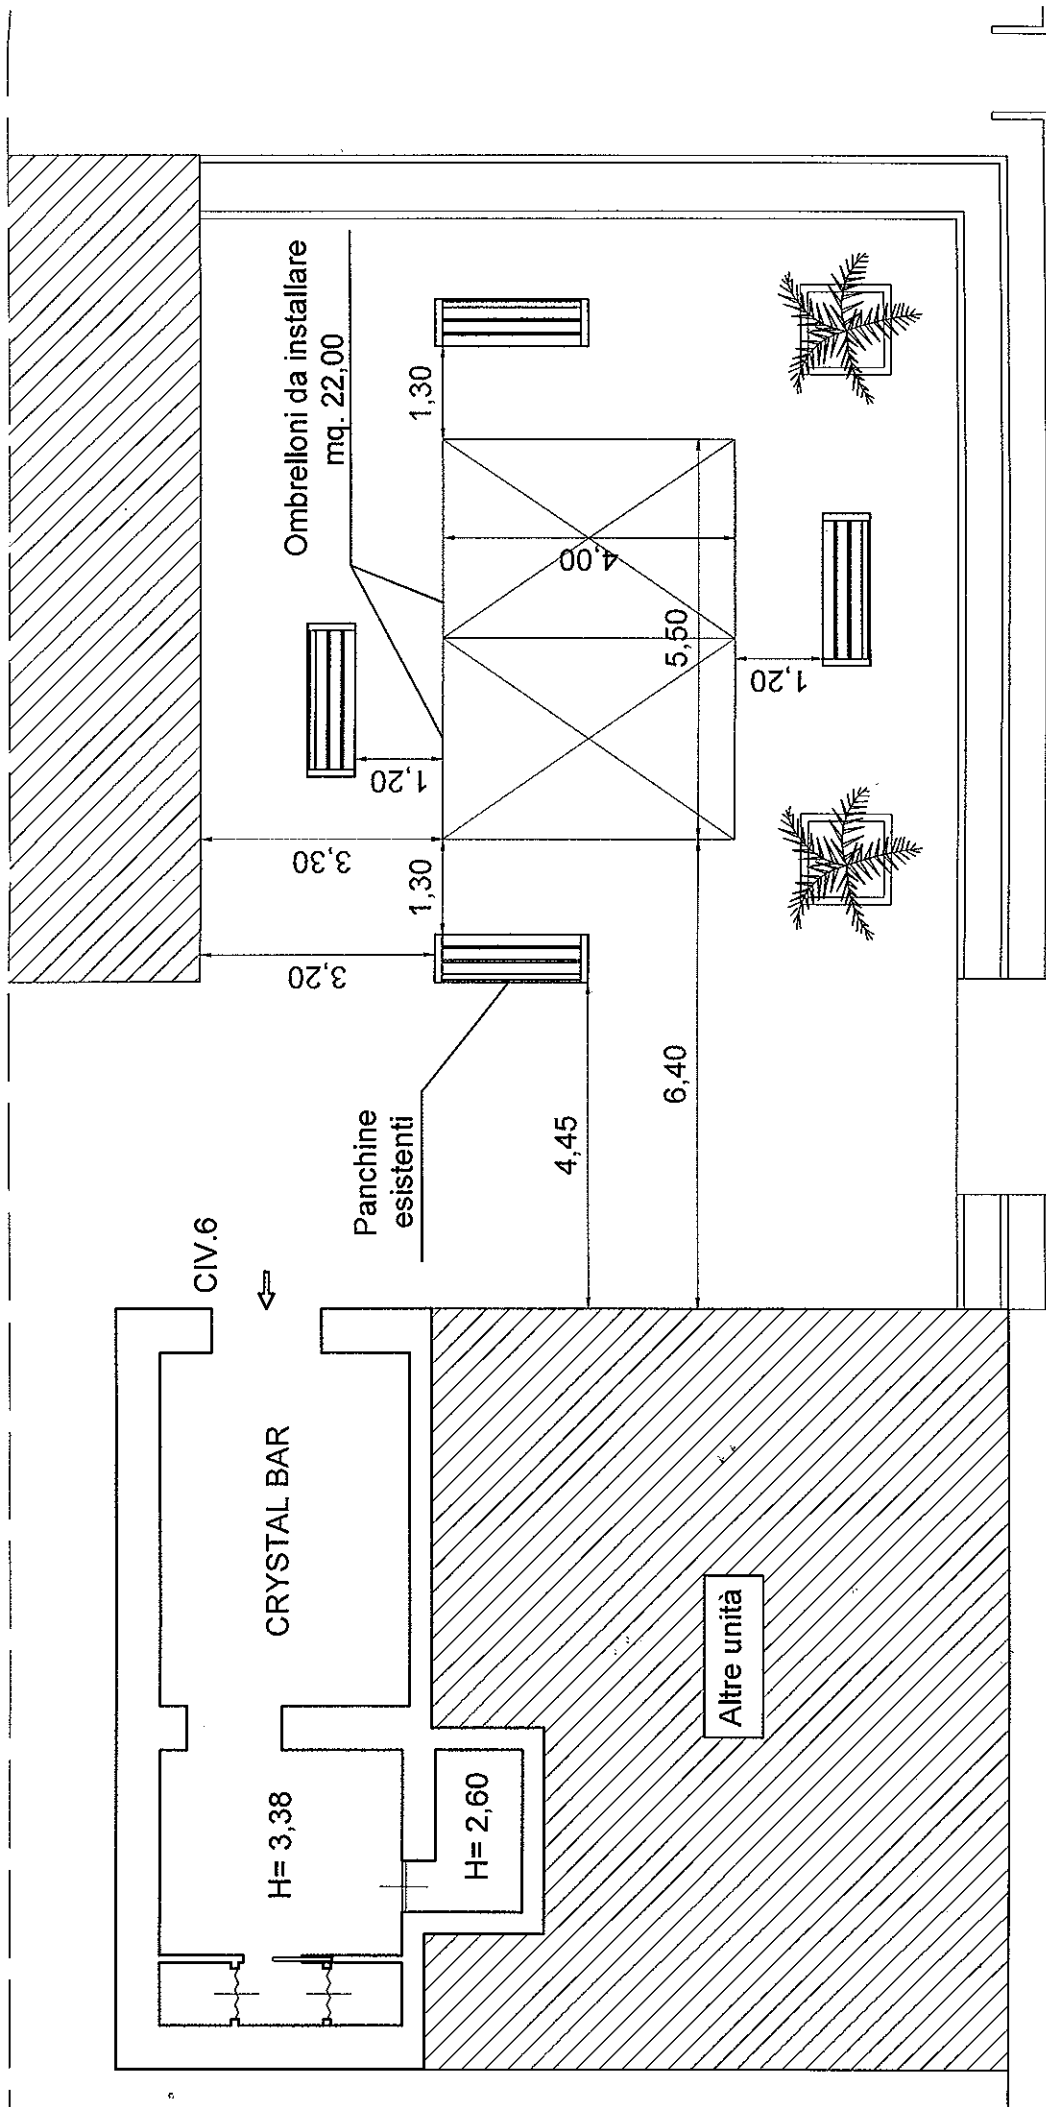 Ombrelloni da installare
mq. 22,00
1,30
4,00
5,50
1,20
1,20
3,30
1,30
3,20
Panchine
esistenti
6,40
4,45
CIV.6
CRYSTAL BAR
H= 3,38
H= 2,60
Altre unità